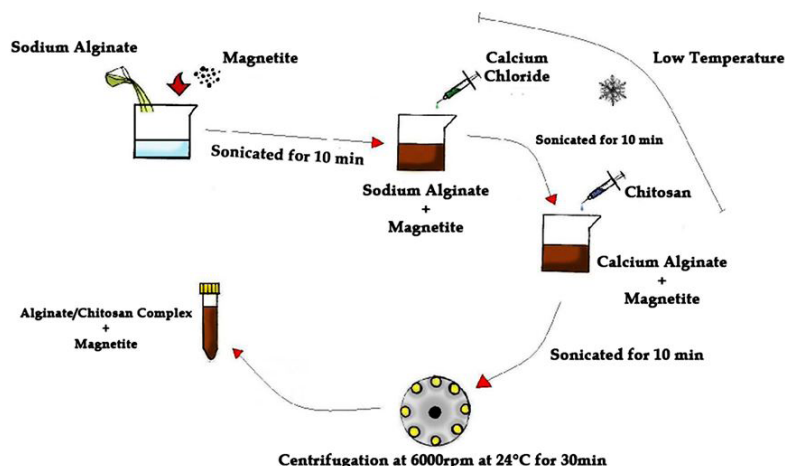 Sodium Alginate
Magnetite
Sonicated for 10 min
Calcium
Chloride
Low Temperature
Sodium Alginate
+
Magnetite
Sonicated for 10 min
Chitosan
Calcium Alginate
+
Magnetite
Sonicated for 10 min
Centrifugation at 6000rpm at 24°C for 30min
Alginate/Chitosan Complex
+
Magnetite